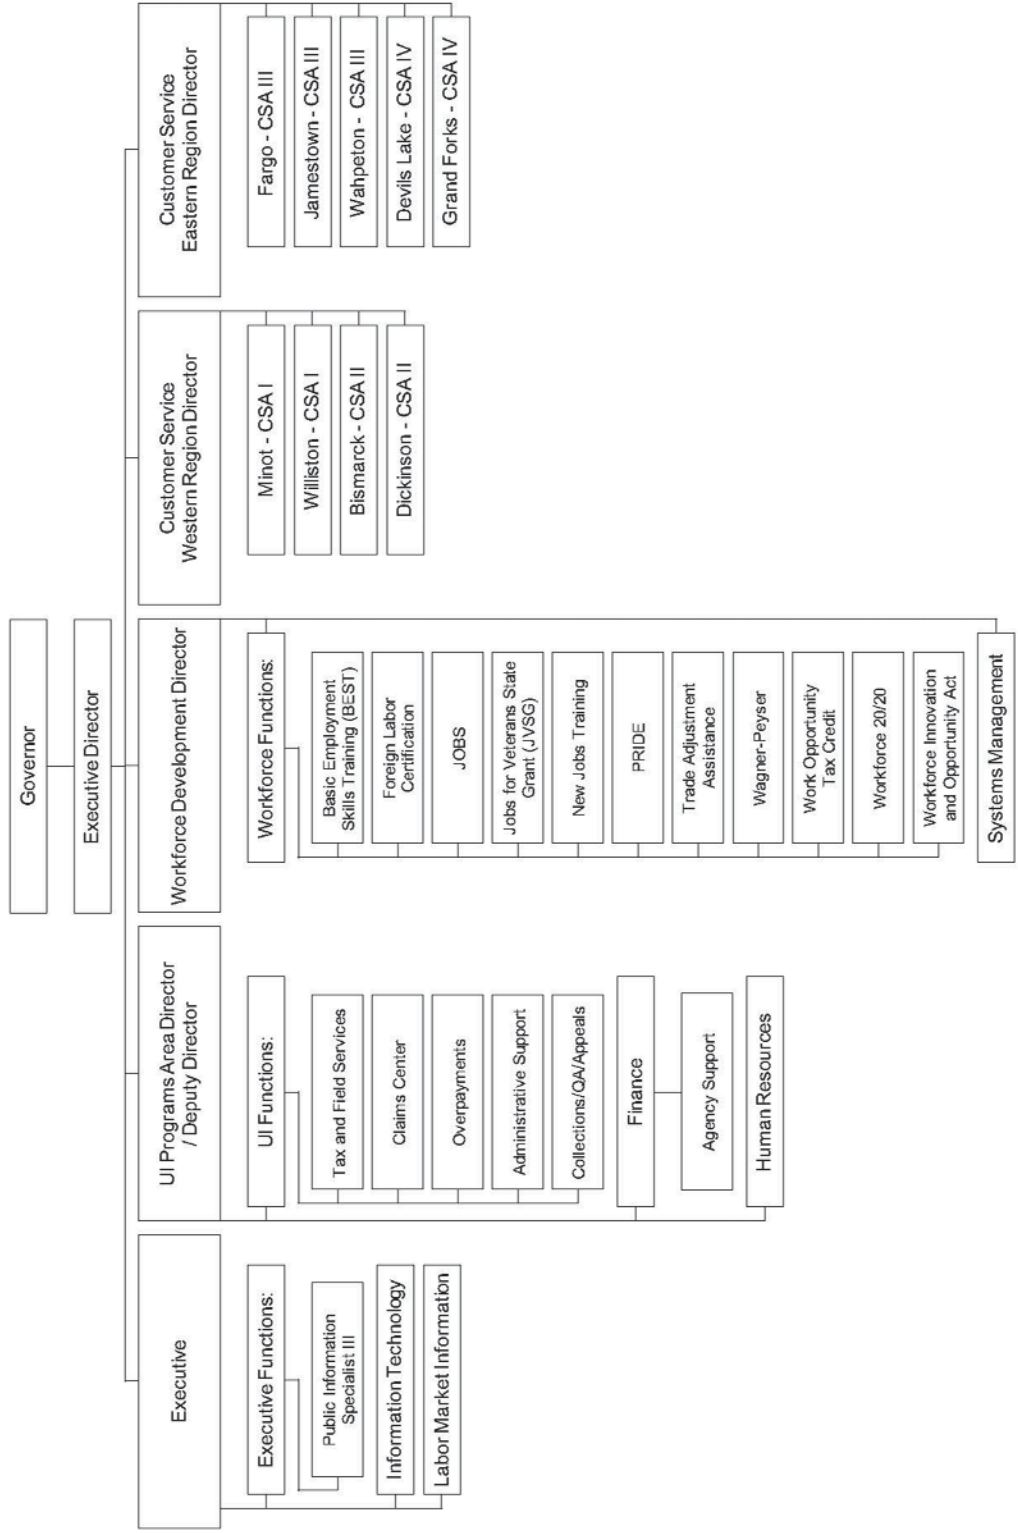 Governor
Executive Director
Executive
Executive Functions:
Public Information
Specialist III
Information Technology
Labor Market Information
UI Programs Area Director
/ Deputy Director
UI Functions:
Tax and Field Services
Claims Center
Overpayments
Administrative Support
Collections/QA/Appeals
Finance
Agency Support
Human Resources
Workforce Development Director
Workforce Functions:
Basic Employment
Skills Training (BEST)
Foreign Labor
Certification
JOBS
Jobs for Veterans State
Grant (JVSG)
New Jobs Training
PRIDE
Trade Adjustment
Assistance
Wagner-Peyser
Work Opportunity
Tax Credit
Workforce 20/20
Workforce Innovation
and Opportunity Act
Systems Management
Customer Service
Western Region Director
Minot - CSA I
Williston - CSA I
Bismarck - CSA II
Dickinson - CSA II
Customer Service
Eastern Region Director
Fargo - CSA III
Jamestown - CSA III
Wahpeton - CSA III
Devils Lake - CSA IV
Grand Forks - CSA IV